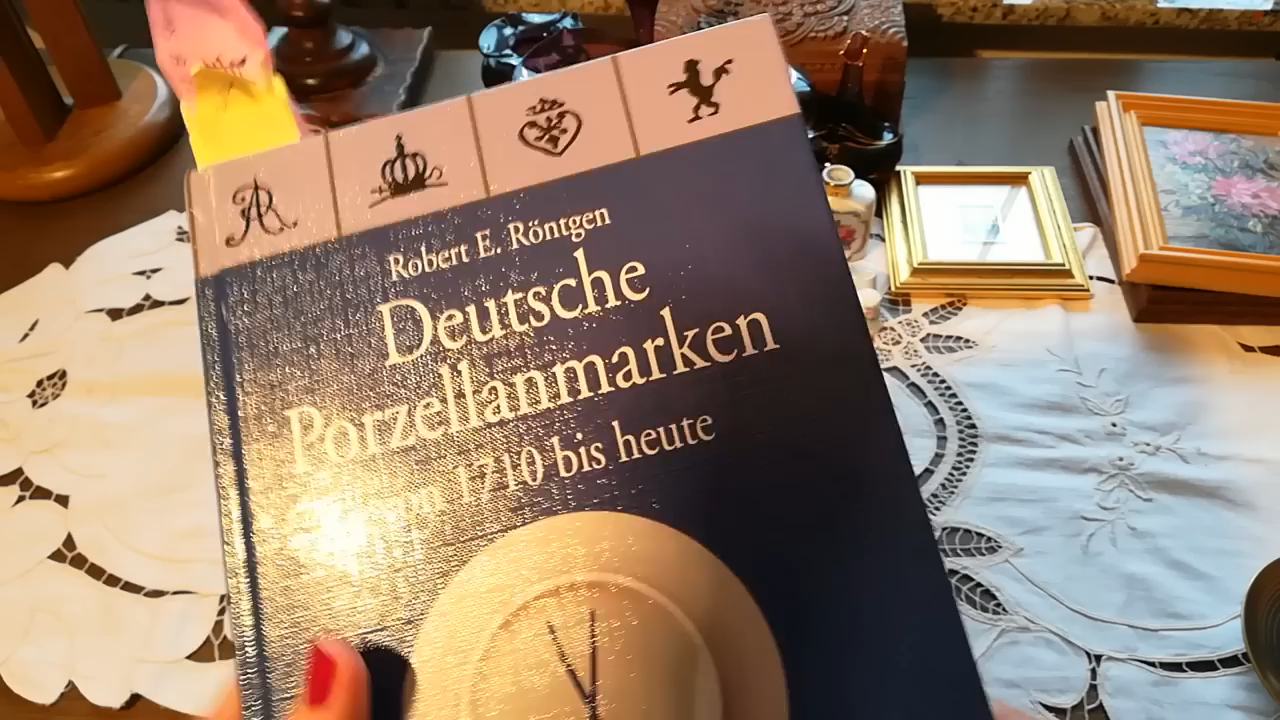 Robert E. Röntgen
Deutsche
Porzellanmarken
1710 bis heute